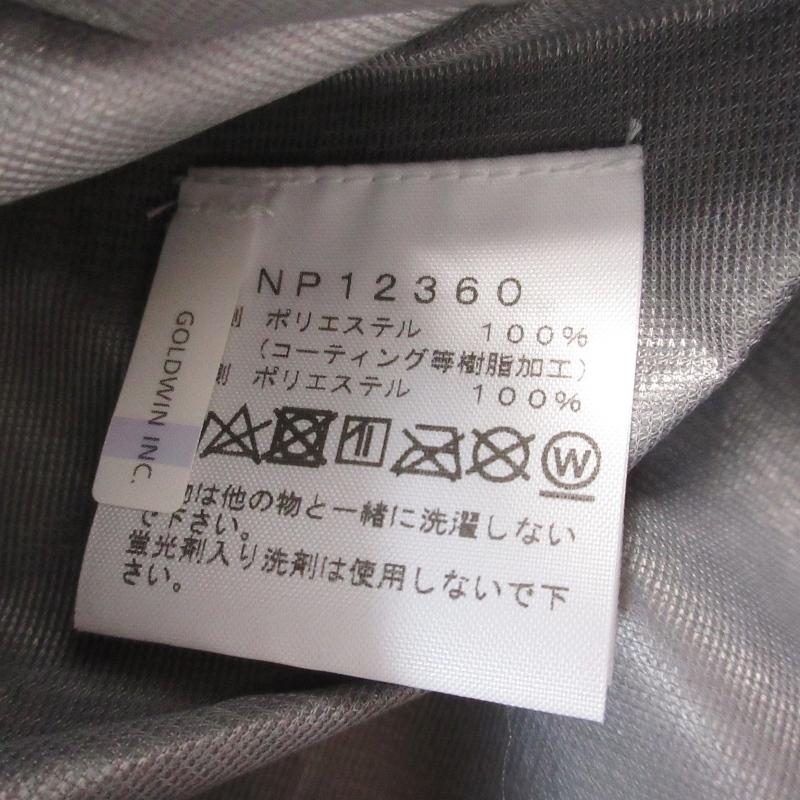 NP12360
ポリエステル 100%
（コーティング等樹脂加工）
ポリエステル 100%
GOLDWIN INC.
W
は他の物と一緒に洗濯しない
で下さい。
蛍光剤入り洗剤は使用しないで下
さい。